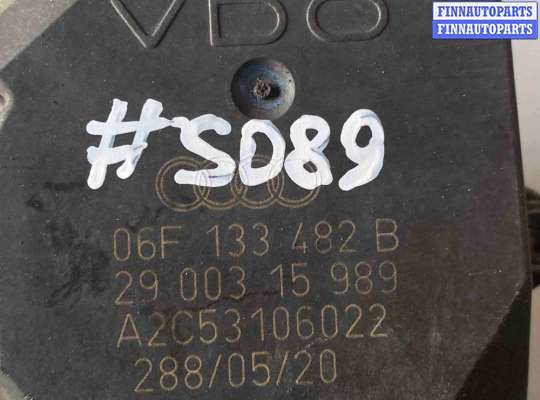 FINNAUTOPARTS
FINNAUTOPARTS
VDO
#SD89
06F 133 482 B
29 003 15 989
A2C53106022
288/05/20